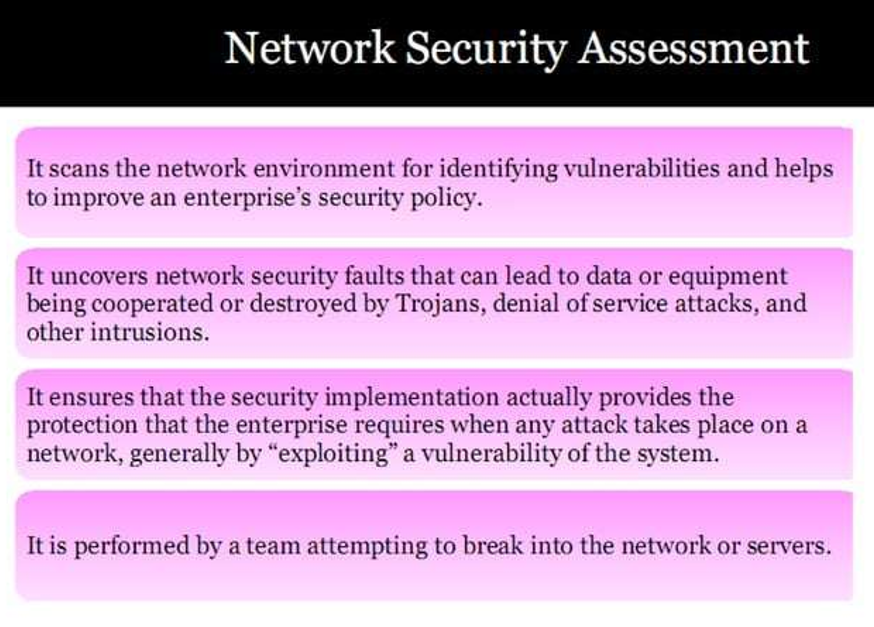 Network Security Assessment
It scans the network environment for identifying vulnerabilities and helps
to improve an enterprise’s security policy.
It uncovers network security faults that can lead to data or equipment
being cooperated or destroyed by Trojans, denial of service attacks, and
other intrusions.
It ensures that the security implementation actually provides the
protection that the enterprise requires when any attack takes place on a
network, generally by “exploiting” a vulnerability of the system.
It is performed by a team attempting to break into the network or servers.